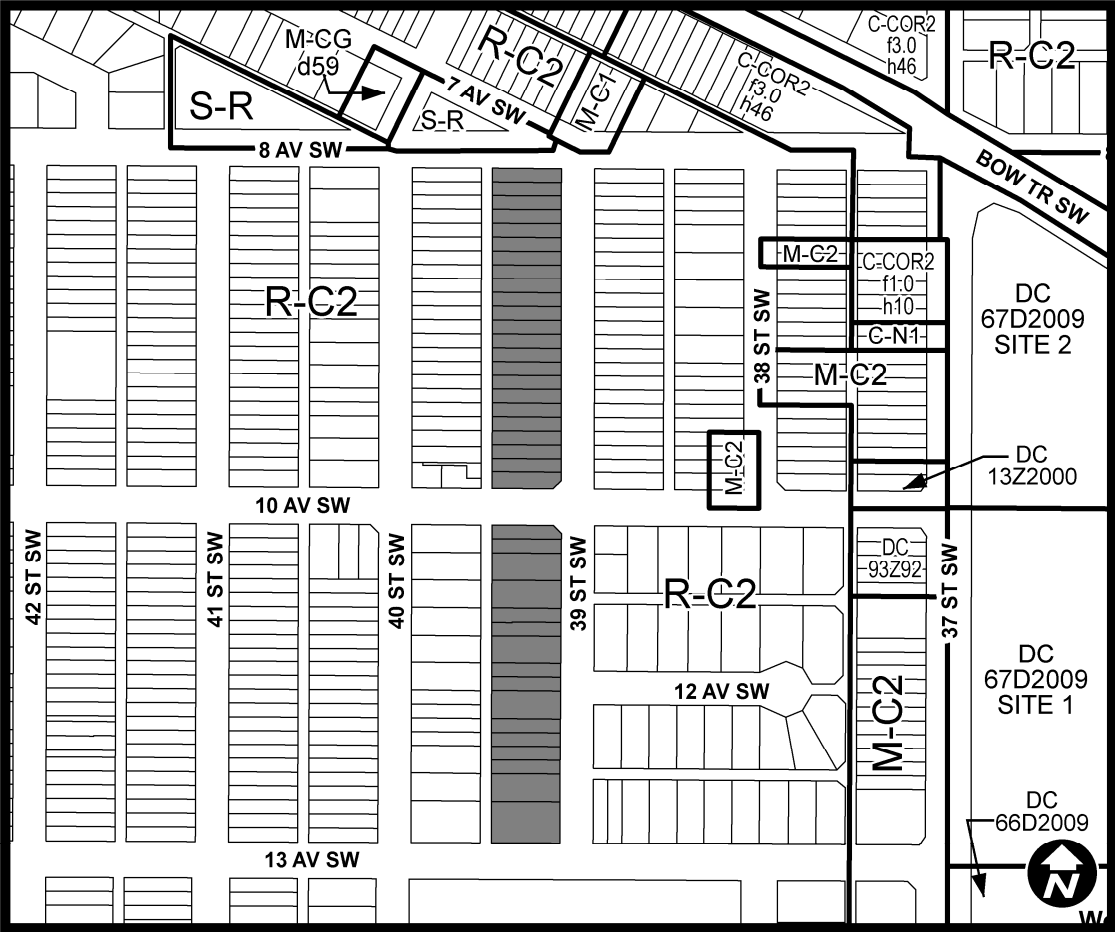 C-COR2
f3.0
h46
R-C2
M-CG
d59
R-C2
C-COR2
f3.0
h46
7 AV SW
M-C1
S-R
S-R
8 AV SW
BOW TR SW
M-C2
C-COR2
f1.0
h10
R-C2
DC
67D2009
SITE 2
38 ST SW
C-N1
M-C2
M-C2
DC
13Z2000
10 AV SW
42 ST SW
41 ST SW
40 ST SW
39 ST SW
DC
93Z92
37 ST SW
R-C2
DC
67D2009
SITE 1
12 AV SW
M-C2
DC
66D2009
13 AV SW
N